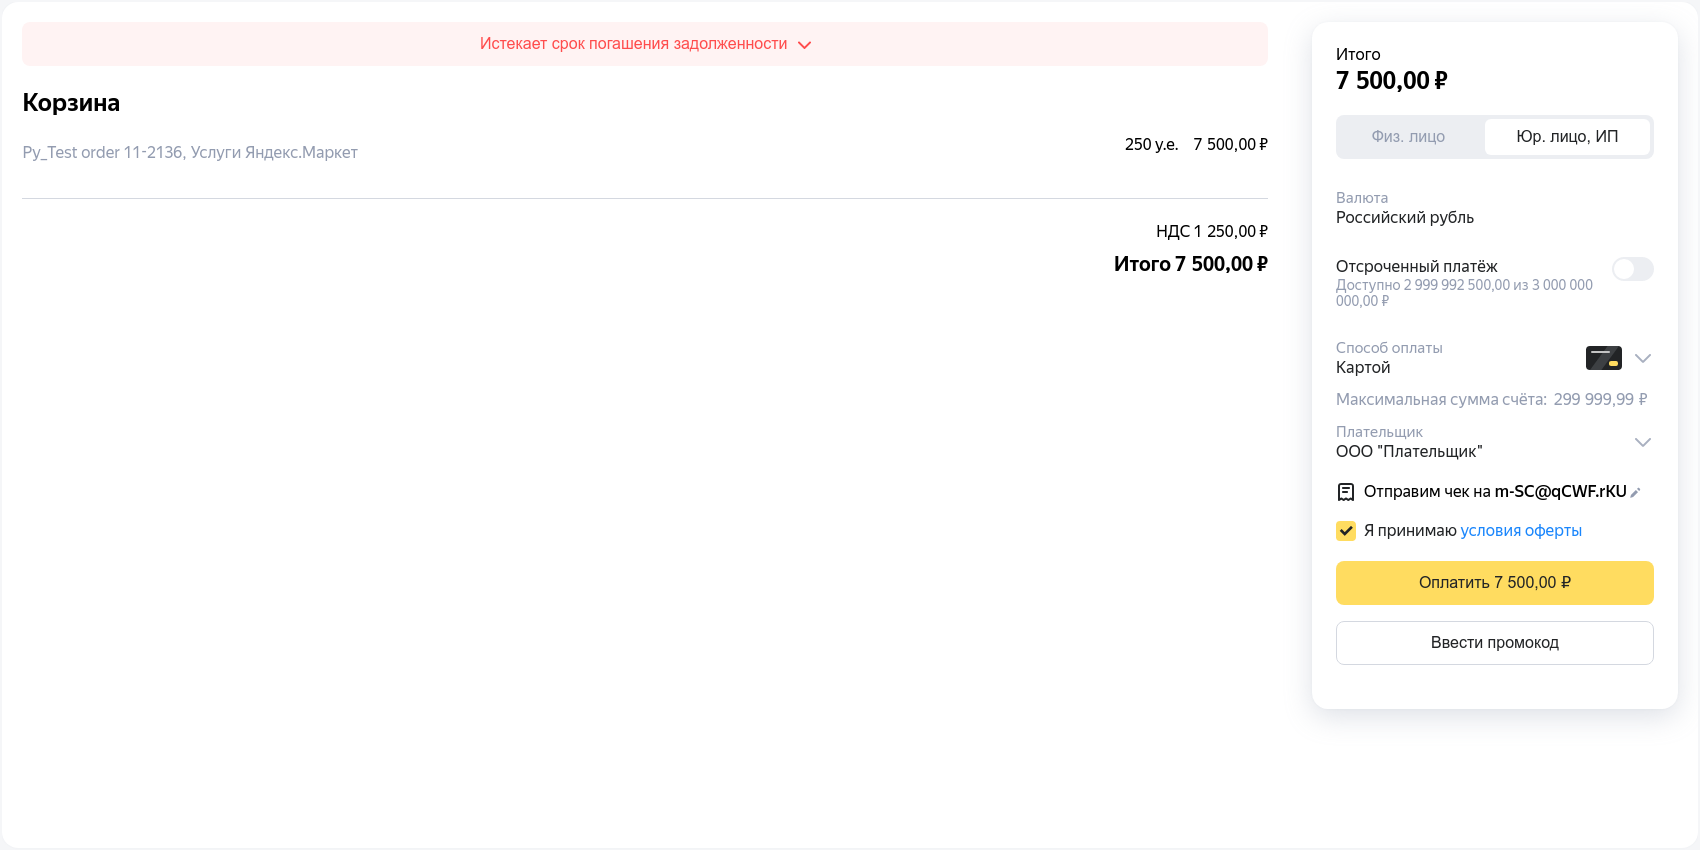 Истекает срок погашения задолженности
Корзина
Py_Test order 11-2136, Услуги Яндекс.Маркет
250 у.е. 7 500,00 ₽
НДС 1 250,00 ₽
Итого 7 500,00 ₽
Итого
7 500,00 ₽
Физ. лицо
Юр. лицо, ИП
Валюта
Российский рубль
Отсроченный платёж
Доступно 2 999 992 500,00 из 3 000 000
000,00 ₽
Способ оплаты
Картой
Максимальная сумма счёта: 299 999,99 ₽
Плательщик
ООО "Плательщик"
Отправим чек на m-SC@qCWF.rKU
Я принимаю условия оферты
Оплатить 7 500,00 ₽
Ввести промокод